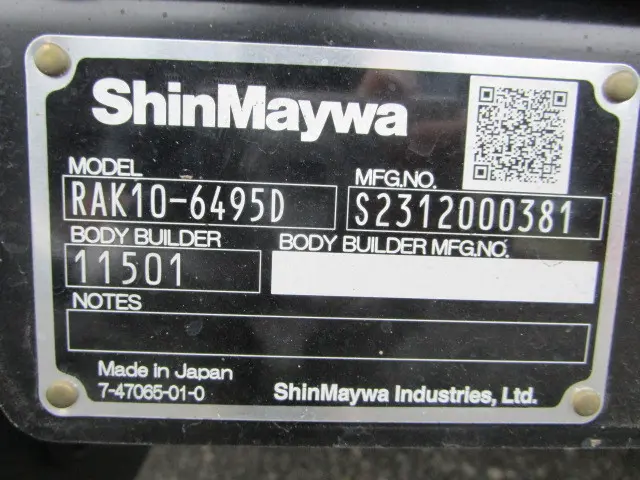 ShinMaywa
MODEL MFG.NO.
RAK10-6495D S2312000381
BODY BUILDER BODY BUILDER MFG.NO.
11501
NOTES
Made in Japan
7-47065-01-0 ShinMaywa Industries, Ltd.